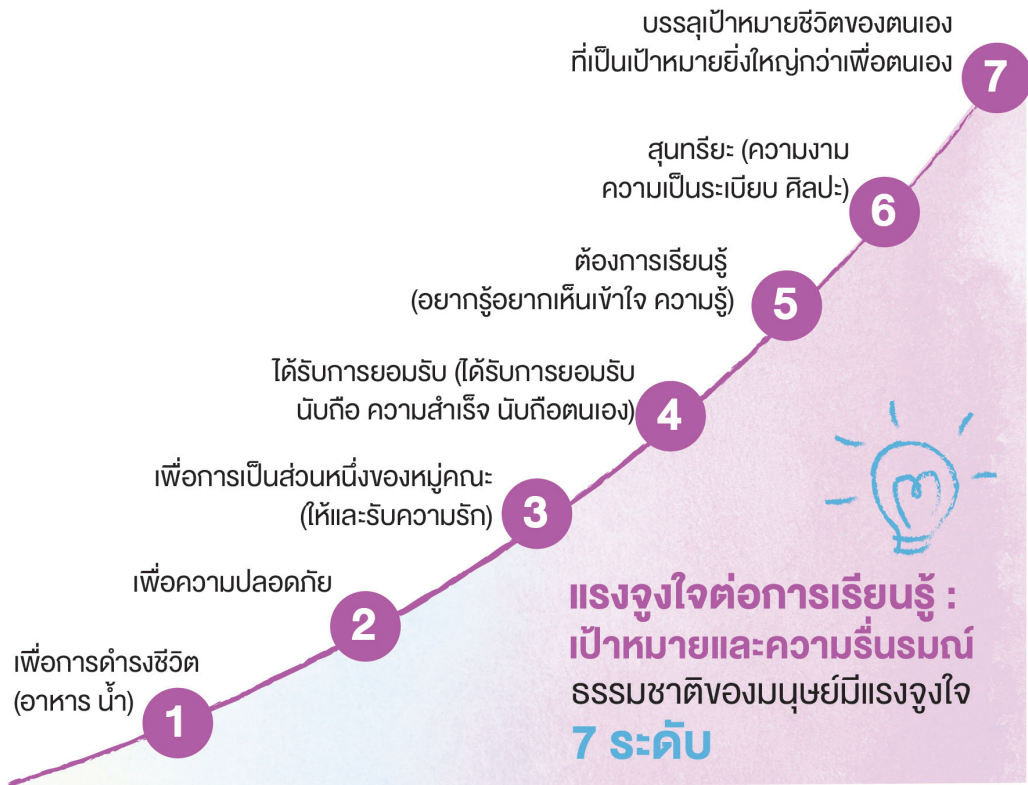 บรรลุเป้าหมายชีวิตของตนเอง
ที่เป็นเป้าหมายยิ่งใหญ่กว่าเพื่อตนเอง
7
สุนทรียะ (ความงาม
ความเป็นระเบียบ ศิลปะ)
6
ต้องการเรียนรู้
(อยากรู้อยากเห็นเข้าใจ ความรู้)
5
ได้รับการยอมรับ (ได้รับการยอมรับ
นับถือ ความสำเร็จ นับถือตนเอง)
4
เพื่อการเป็นส่วนหนึ่งของหมู่คณะ
(ให้และรับความรัก)
3
เพื่อความปลอดภัย
2
เพื่อการดำรงชีวิต
(อาหาร น้ำ)
1
แรงจูงใจต่อการเรียนรู้ :
เป้าหมายและความรื่นรมณ์
ธรรมชาติของมนุษย์มีแรงจูงใจ
7 ระดับ